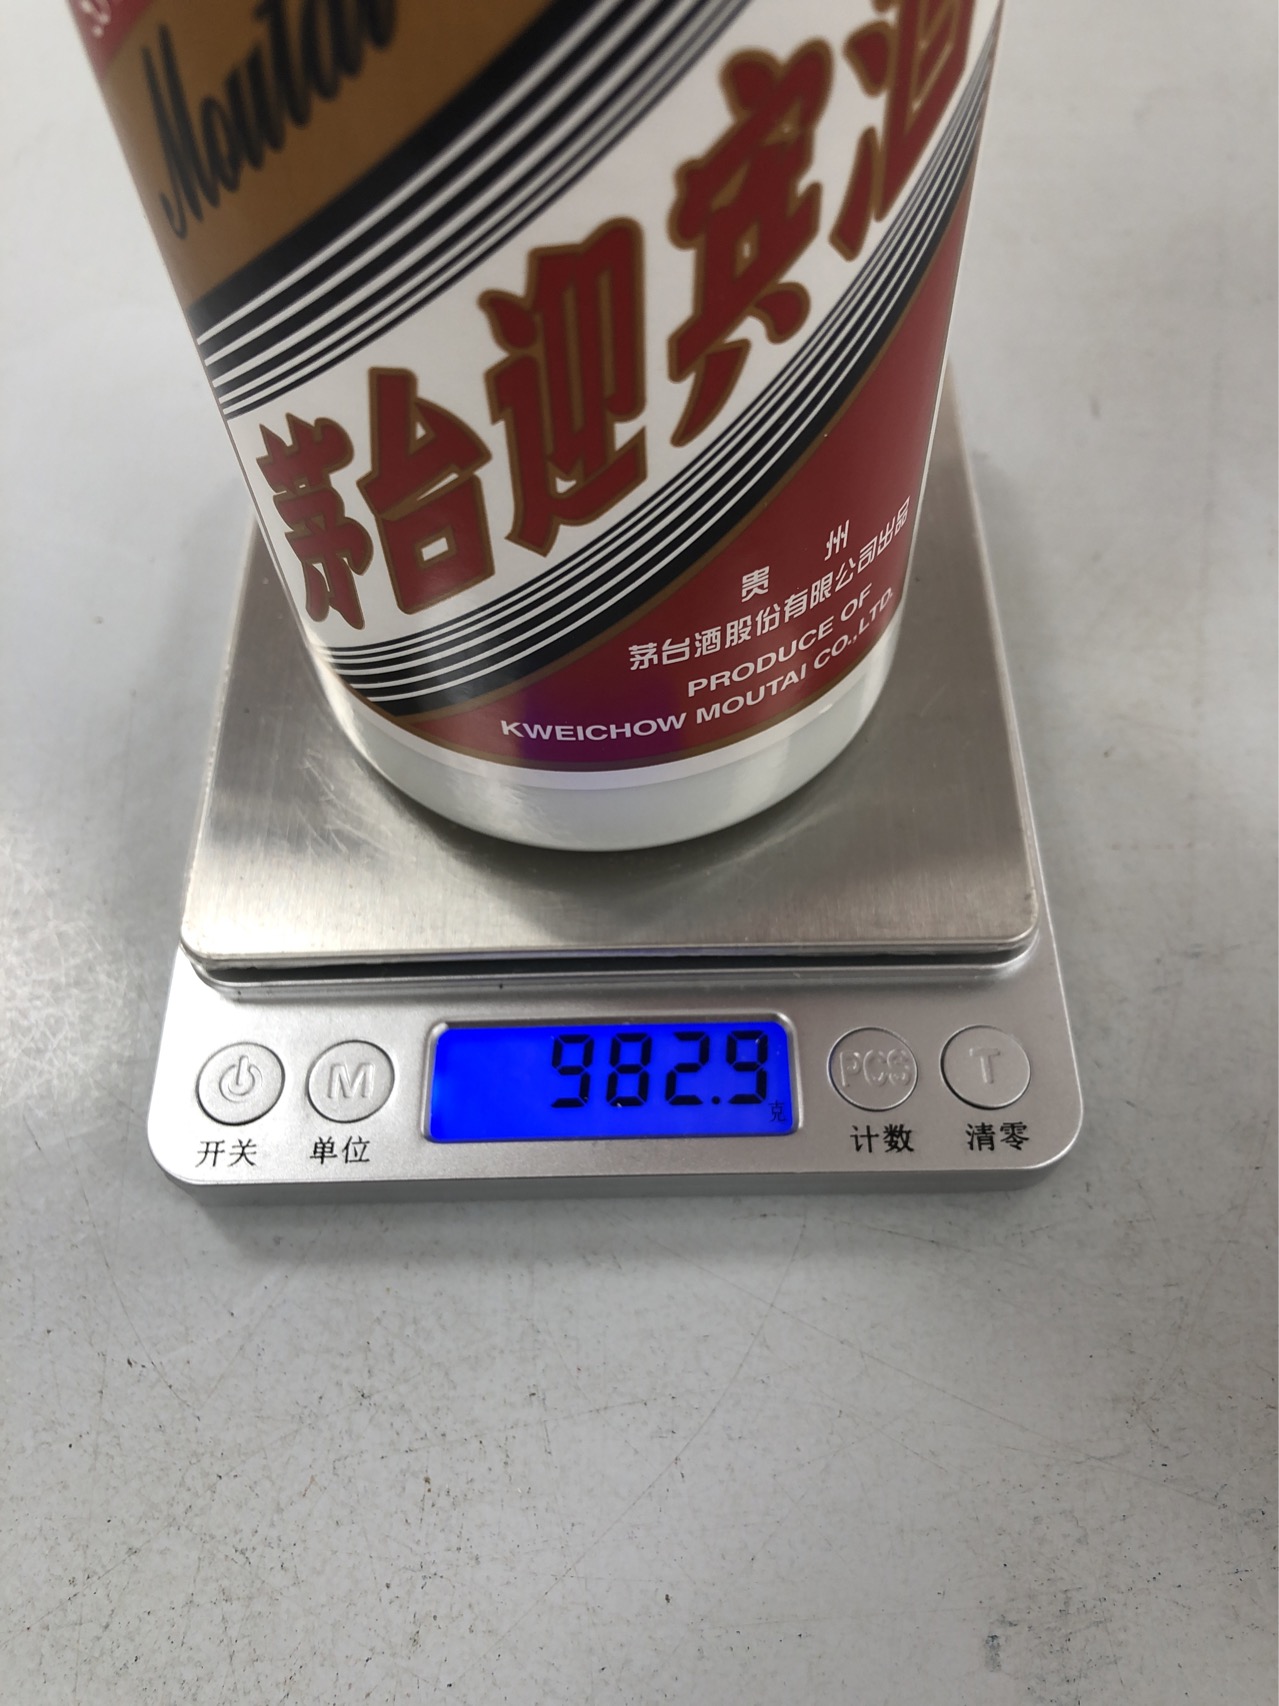 Moutai
茅台迎宾酒
贵州
茅台酒股份有限公司出品
PRODUCE OF
KWEICHOW MOUTAI CO.,LTD.
982.9
克
M
PCS
T
开关
单位
计数
清零